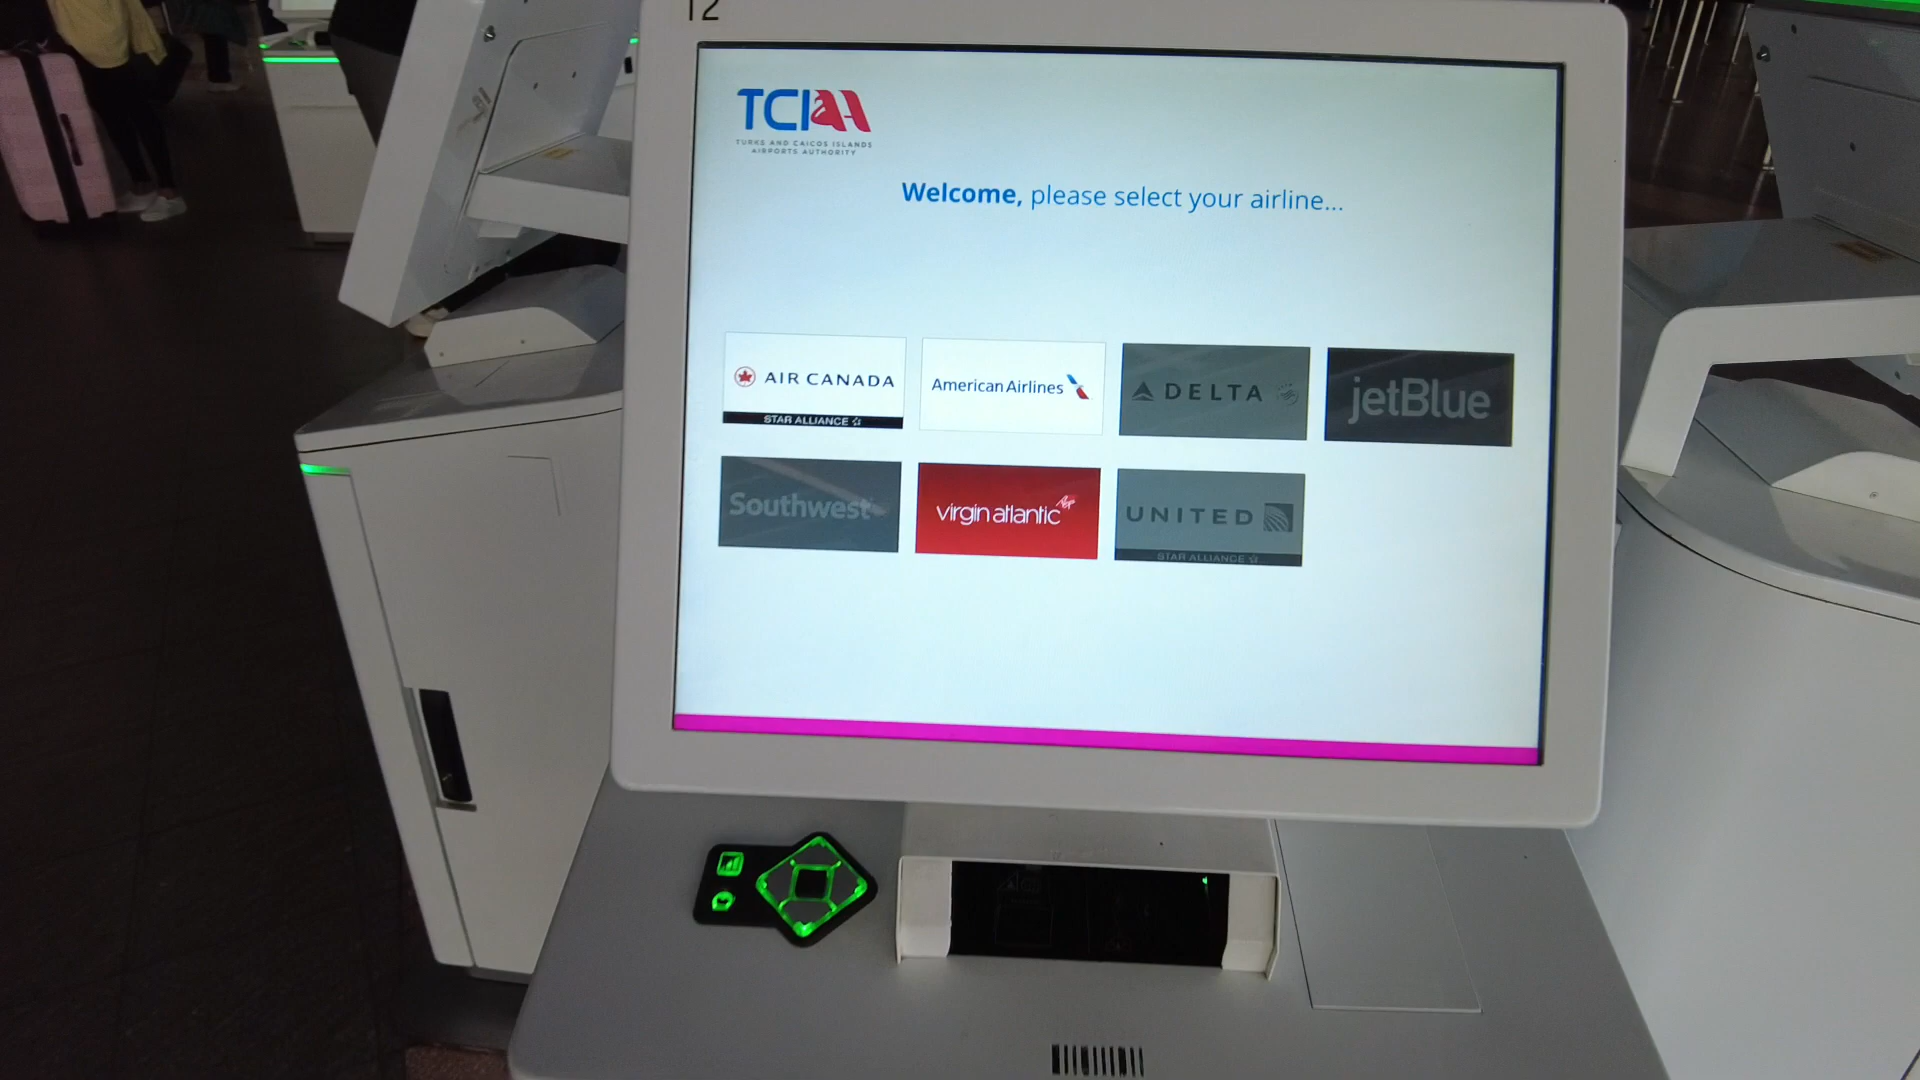 12
TCIAA
TURKS AND CAICOS ISLANDS
AIRPORTS AUTHORITY
Welcome, please select your airline...
AIR CANADA
STAR ALLIANCE
American Airlines
DELTA
jetBlue
Southwest
virgin atlantic
UNITED
STAR ALLIANCE